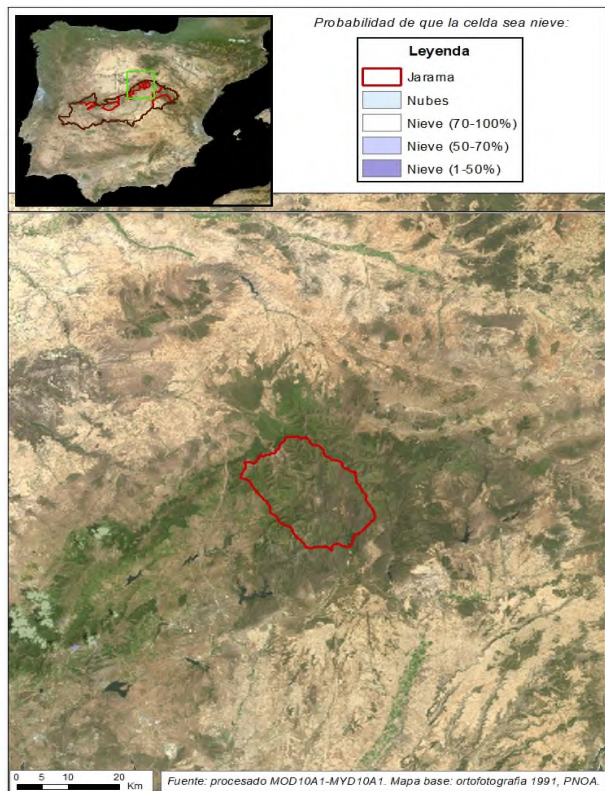 Probabilidad de que la celda sea nieve:
Leyenda
Jarama
Nubes
Nieve (70-100%)
Nieve (50-70%)
Nieve (1-50%)
0 5 10 20
Km
Fuente: procesado MOD10A1-MYD10A1. Mapa base: ortofotografía 1991, PNOA.